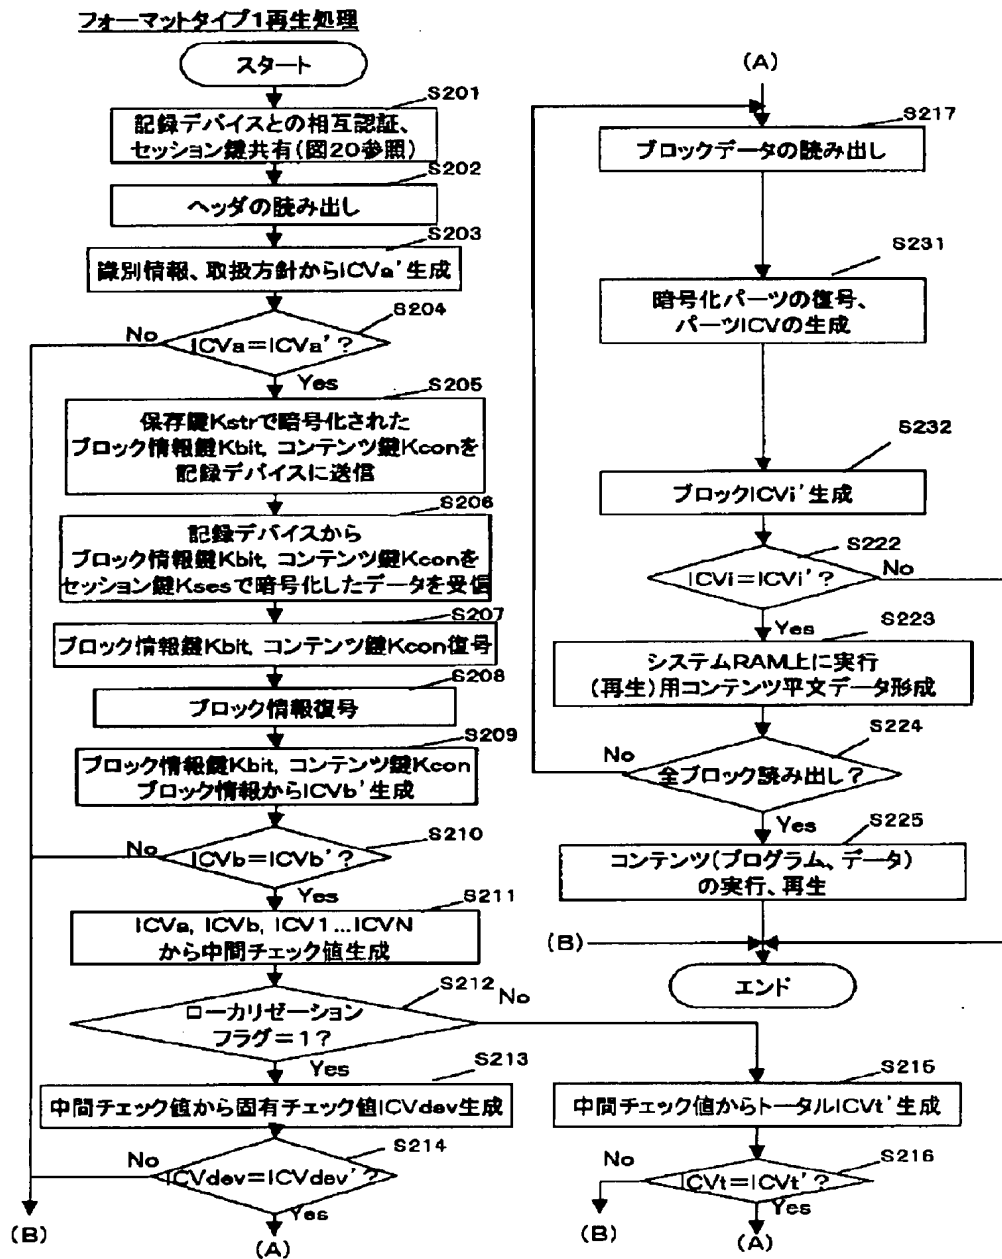 フォーマットタイプ1再生処理
スタート
S201
記録デバイスとの相互認証、
セッション鍵共有(図20参照)
S202
ヘッダの読み出し
S203
識別情報、取扱方針からICVa'生成
S204
No
ICVa=ICVa'?
Yes
S205
保存鍵Kstrで暗号化された
ブロック情報鍵Kbit, コンテンツ鍵Kconを
記録デバイスに送信
S206
記録デバイスから
ブロック情報鍵Kbit, コンテンツ鍵Kconを
セッション鍵Ksesで暗号化したデータを受信
S207
ブロック情報鍵Kbit, コンテンツ鍵Kcon復号
S208
ブロック情報復号
S209
ブロック情報鍵Kbit, コンテンツ鍵Kcon
ブロック情報からICVb'生成
S210
No
ICVb=ICVb'?
Yes
S211
ICVa, ICVb, ICV1...ICVN
から中間チェック値生成
S212
No
ローカリゼーション
フラグ=1?
Yes
S213
中間チェック値から固有チェック値ICVdev生成
S214
No
ICVdev=ICVdev'?
Yes
(B)
(A)
(A)
S217
ブロックデータの読み出し
S231
暗号化パーツの復号、
パーツICVの生成
S232
ブロックICVi'生成
S222
ICVi=ICVi'?
No
Yes
S223
システムRAM上に実行
(再生)用コンテンツ平文データ形成
S224
No
全ブロック読み出し?
Yes
S225
コンテンツ(プログラム、データ)
の実行、再生
(B)
エンド
S215
中間チェック値からトータルICVt'生成
S216
No
ICVt=ICVt'?
Yes
(B)
(A)